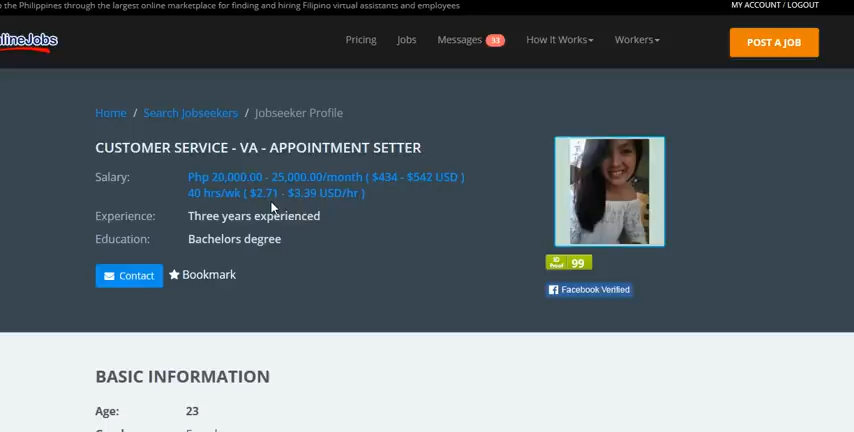 n the Philippines through the largest online marketplace for finding and hiring Filipino virtual assistants and employees
MY ACCOUNT / LOGOUT
nlineJobs
Pricing Jobs Messages 33 How It Works Workers
POST A JOB
Home / Search Jobseekers / Jobseeker Profile
CUSTOMER SERVICE - VA - APPOINTMENT SETTER
Salary: Php 20,000.00 - 25,000.00/month ( $434 - $542 USD )
40 hrs/wk ( $2.71 - $3.39 USD/hr )
Experience: Three years experienced
Education: Bachelors degree
Contact Bookmark
ID Proof 99
Facebook Verified
BASIC INFORMATION
Age: 23